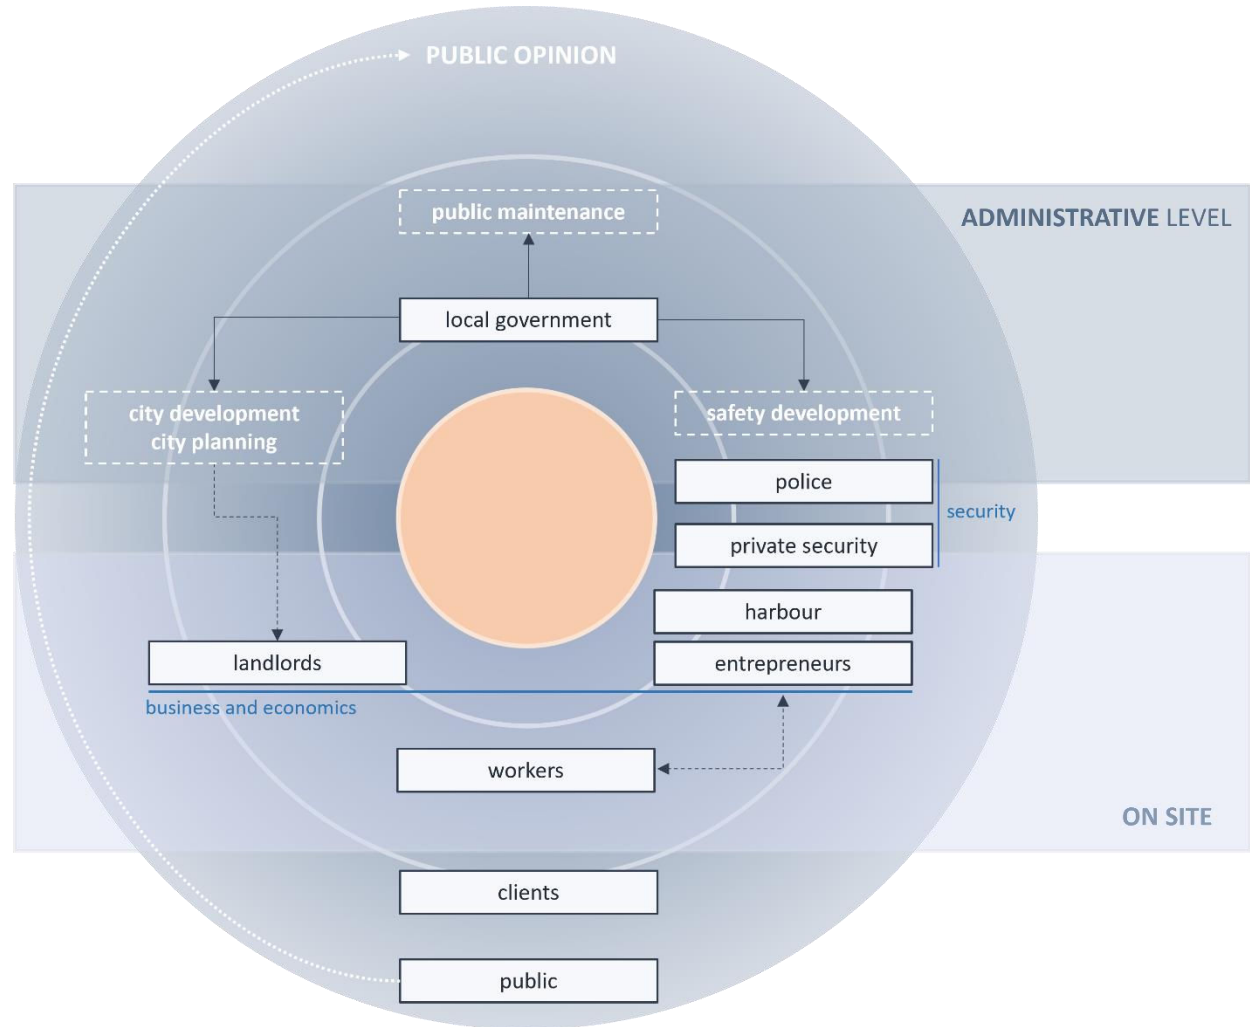 PUBLIC OPINION
public maintenance
ADMINISTRATIVE LEVEL
local government
city development
city planning
safety development
police
security
private security
harbour
landlords
entrepreneurs
business and economics
workers
ON SITE
clients
public